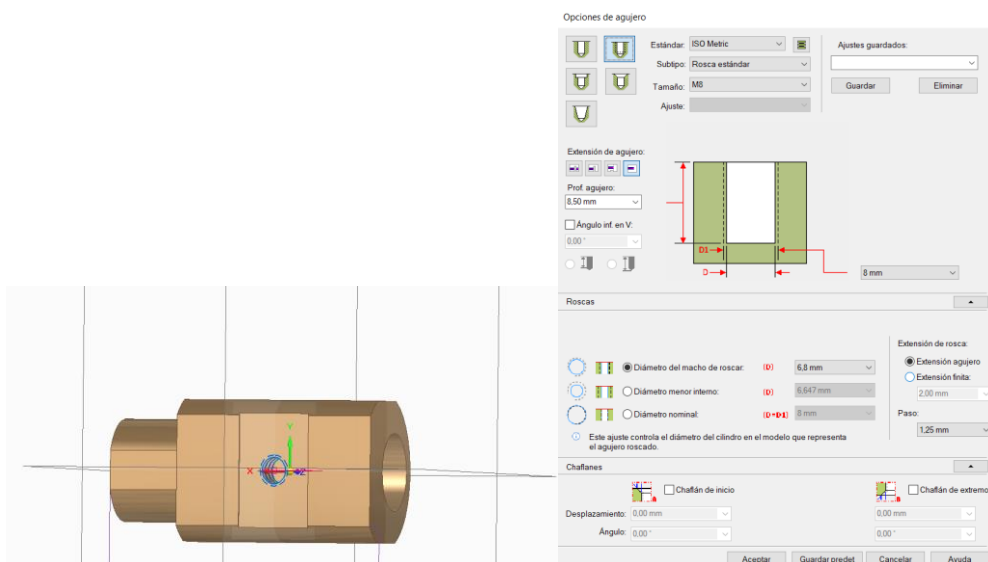 Opciones de agujero
Estándar: ISO Metric
Ajustes guardados:
Subtipo: Rosca estándar
Tamaño: M8
Guardar Eliminar
Ajuste:
Extensión de agujero:
Prof. agujero:
8,50 mm
Ángulo inf. en V:
0,00 °
D1
D
8 mm
Roscas
Extensión de rosca:
Diámetro del macho de roscar: (D) 6,8 mm
Extensión agujero
Extensión finita:
Diámetro menor interno: (D) 6,647 mm
2,00 mm
Diámetro nominal: (D=D1) 8 mm
Paso:
1,25 mm
Este ajuste controla el diámetro del cilindro en el modelo que representa
el agujero roscado.
Chaflanes
Chaflán de inicio
Chaflán de extremo
Desplazamiento: 0,00 mm 0,00 mm
Ángulo: 0,00 ° 0,00 °
Aceptar Guardar predet Cancelar Ayuda
X Y Z